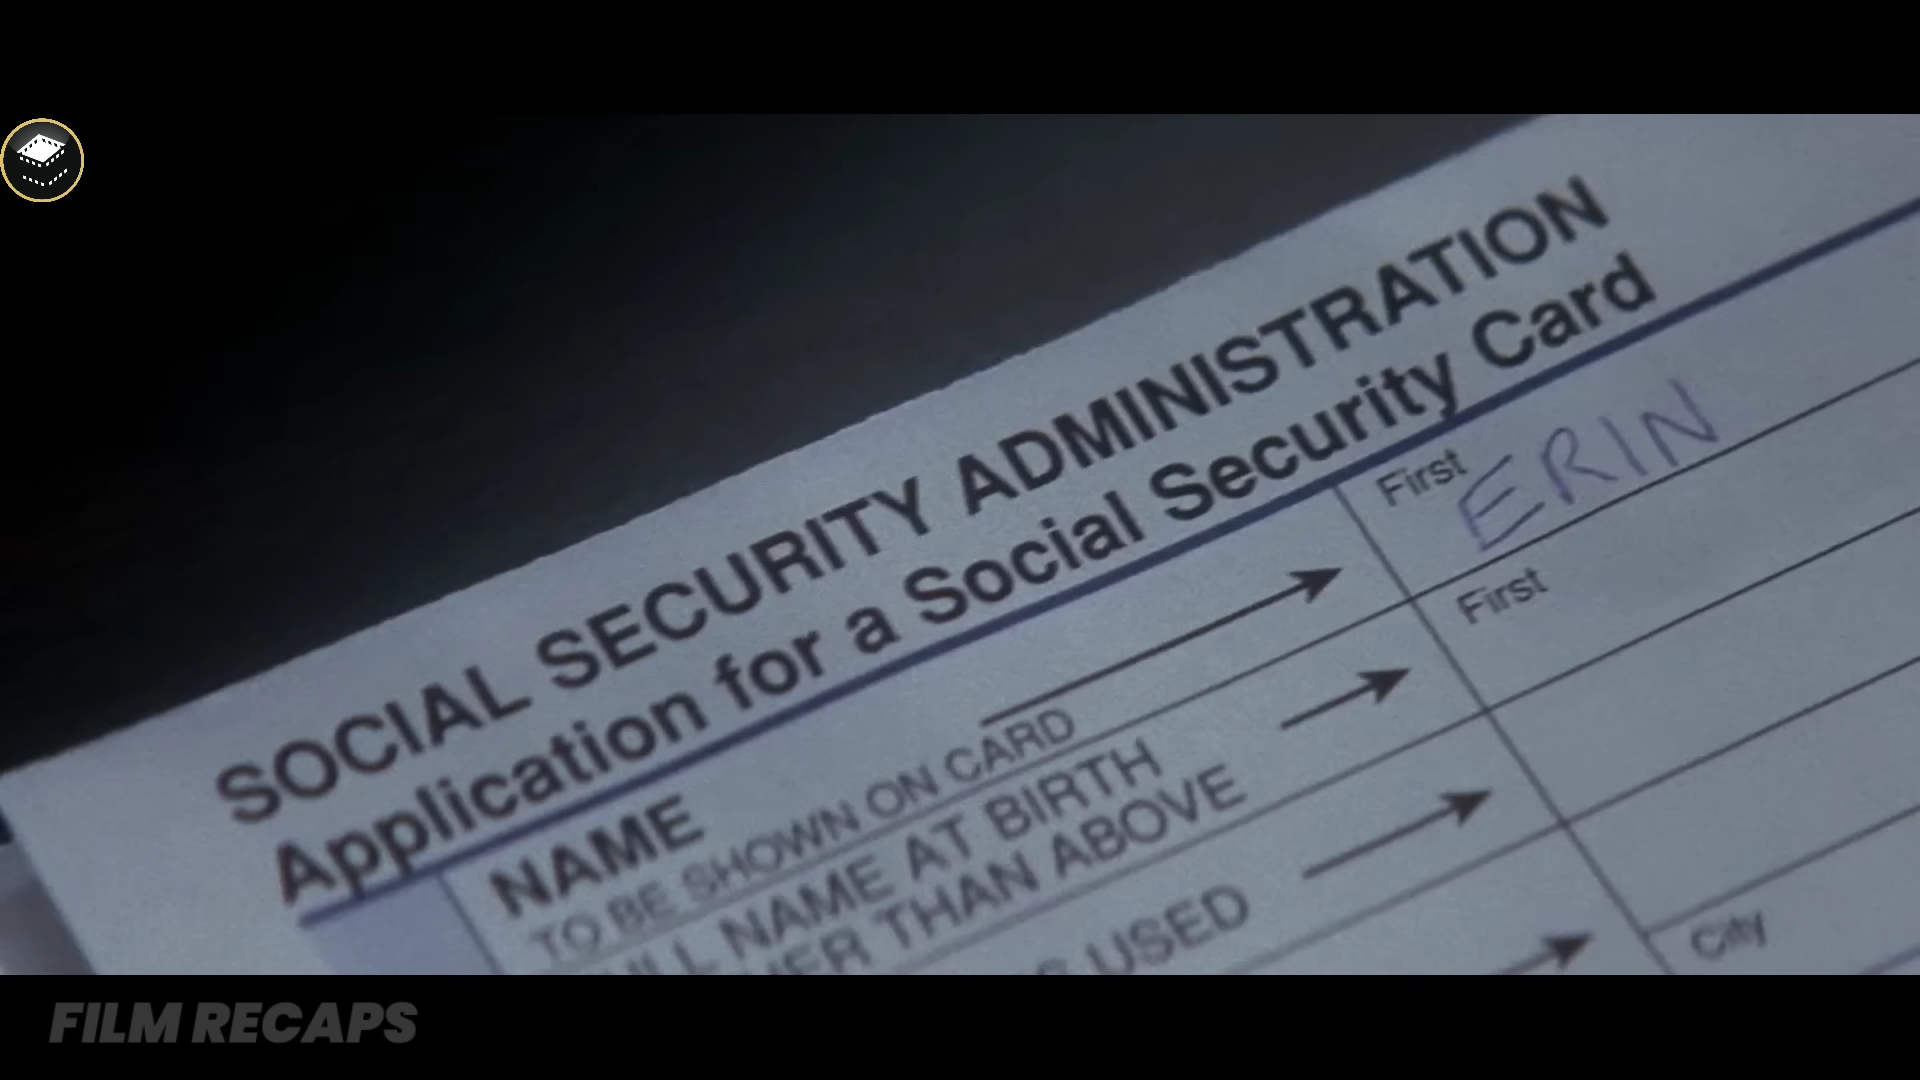 SOCIAL SECURITY ADMINISTRATION
Application for a Social Security Card
NAME
TO BE SHOWN ON CARD
First
ERIN
NAME AT BIRTH
THAN ABOVE
First
USED
City
FILM RECAPS